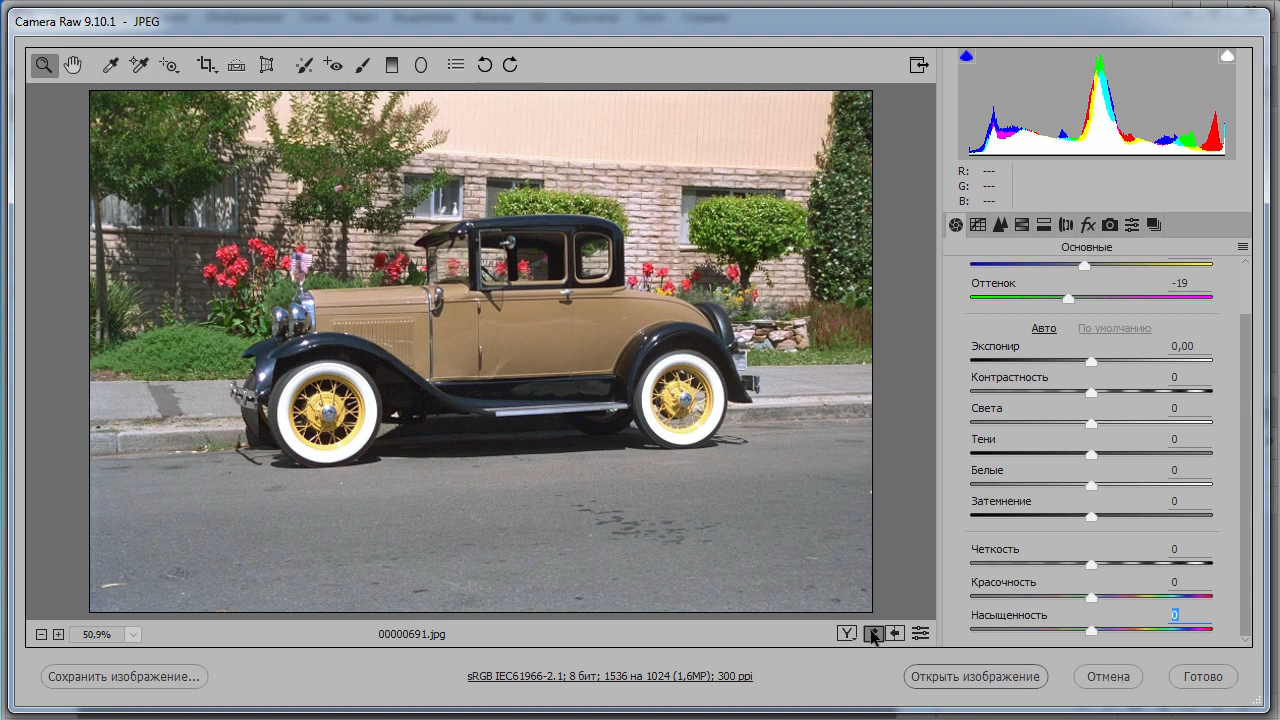 Camera Raw 9.10.1 - JPEG
fx
R: ---
G: ---
B: ---
Основные
Оттенок -19
Авто По умолчанию
Экспонир 0,00
Контрастность 0
Света 0
Тени 0
Белые 0
Затемнение 0
Четкость 0
Красочность 0
Насыщенность 0
50,9% 00000691.jpg Y
Сохранить изображение... sRGB IEC61966-2.1; 8 бит; 1536 на 1024 (1,6MP); 300 ppi Открыть изображение Отмена Готово